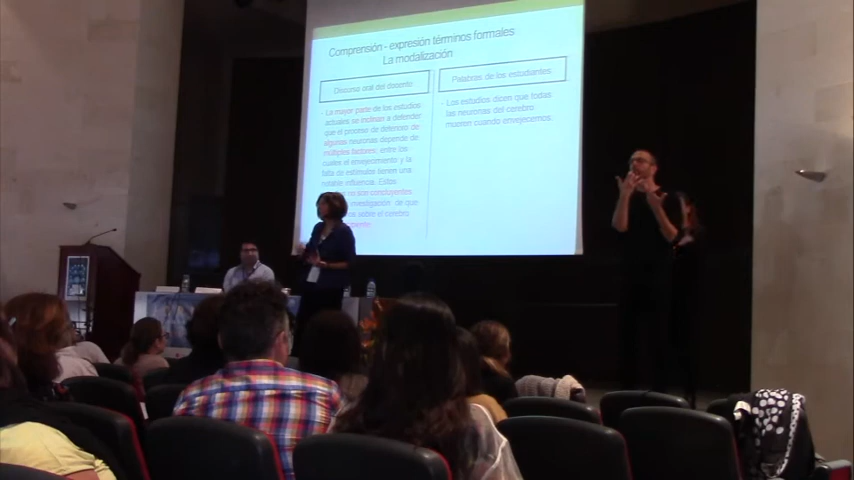 Comprensión - expresión términos formales
La modalización
Discurso oral del docente
- La mayor parte de los estudios
actuales se inclinan a defender
que el proceso de defensa de
algunas neuronas depende de
múltiples factores, entre los
cuales el envejecimiento y la
falta de estímulos tienen una
notable influencia. Estos
no son concluyentes
investigación de que
sobre el cerebro
Palabras de los estudiantes
- Los estudios dicen que todas
las neuronas del cerebro
mueren cuando envejecemos.